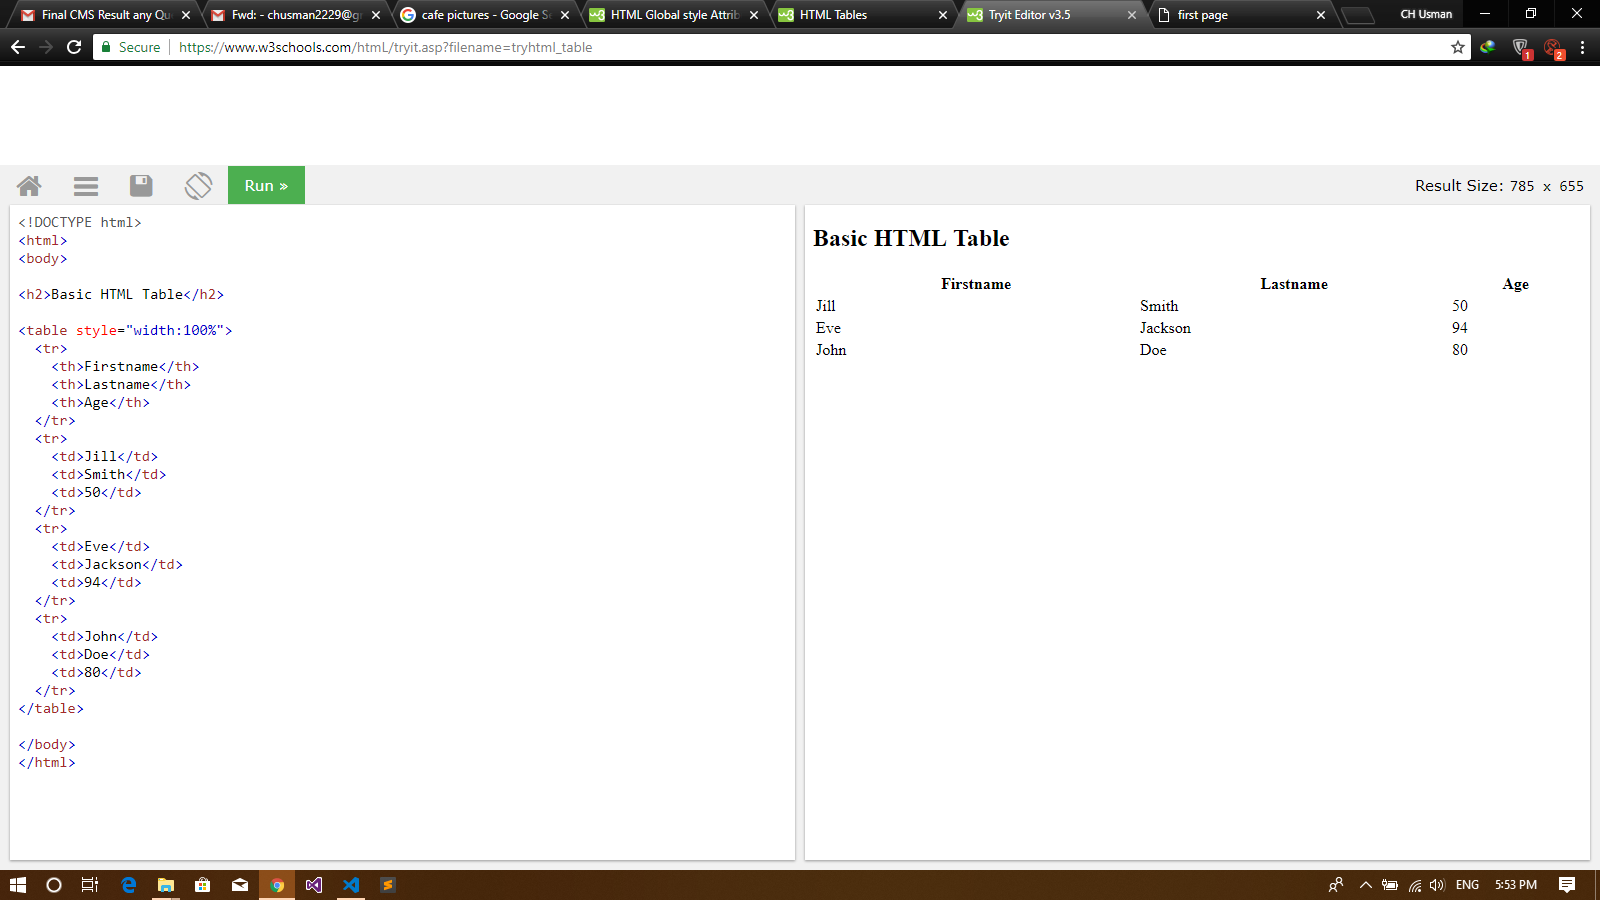 Final CMS Result any Qu
Fwd: - chusman2229@gr
cafe pictures - Google Se
HTML Global style Attrib
HTML Tables
Tryit Editor v3.5
first page
CH Usman
Secure
https://www.w3schools.com/html/tryit.asp?filename=tryhtml_table
1
2
Run »
Result Size: 785 x 655
<!DOCTYPE html>
<html>
<body>
<h2>Basic HTML Table</h2>
<table style="width:100%">
<tr>
<th>Firstname</th>
<th>Lastname</th>
<th>Age</th>
</tr>
<tr>
<td>Jill</td>
<td>Smith</td>
<td>50</td>
</tr>
<tr>
<td>Eve</td>
<td>Jackson</td>
<td>94</td>
</tr>
<tr>
<td>John</td>
<td>Doe</td>
<td>80</td>
</tr>
</table>
</body>
</html>
Basic HTML Table
Firstname Lastname Age
Jill Smith 50
Eve Jackson 94
John Doe 80
ENG
5:53 PM